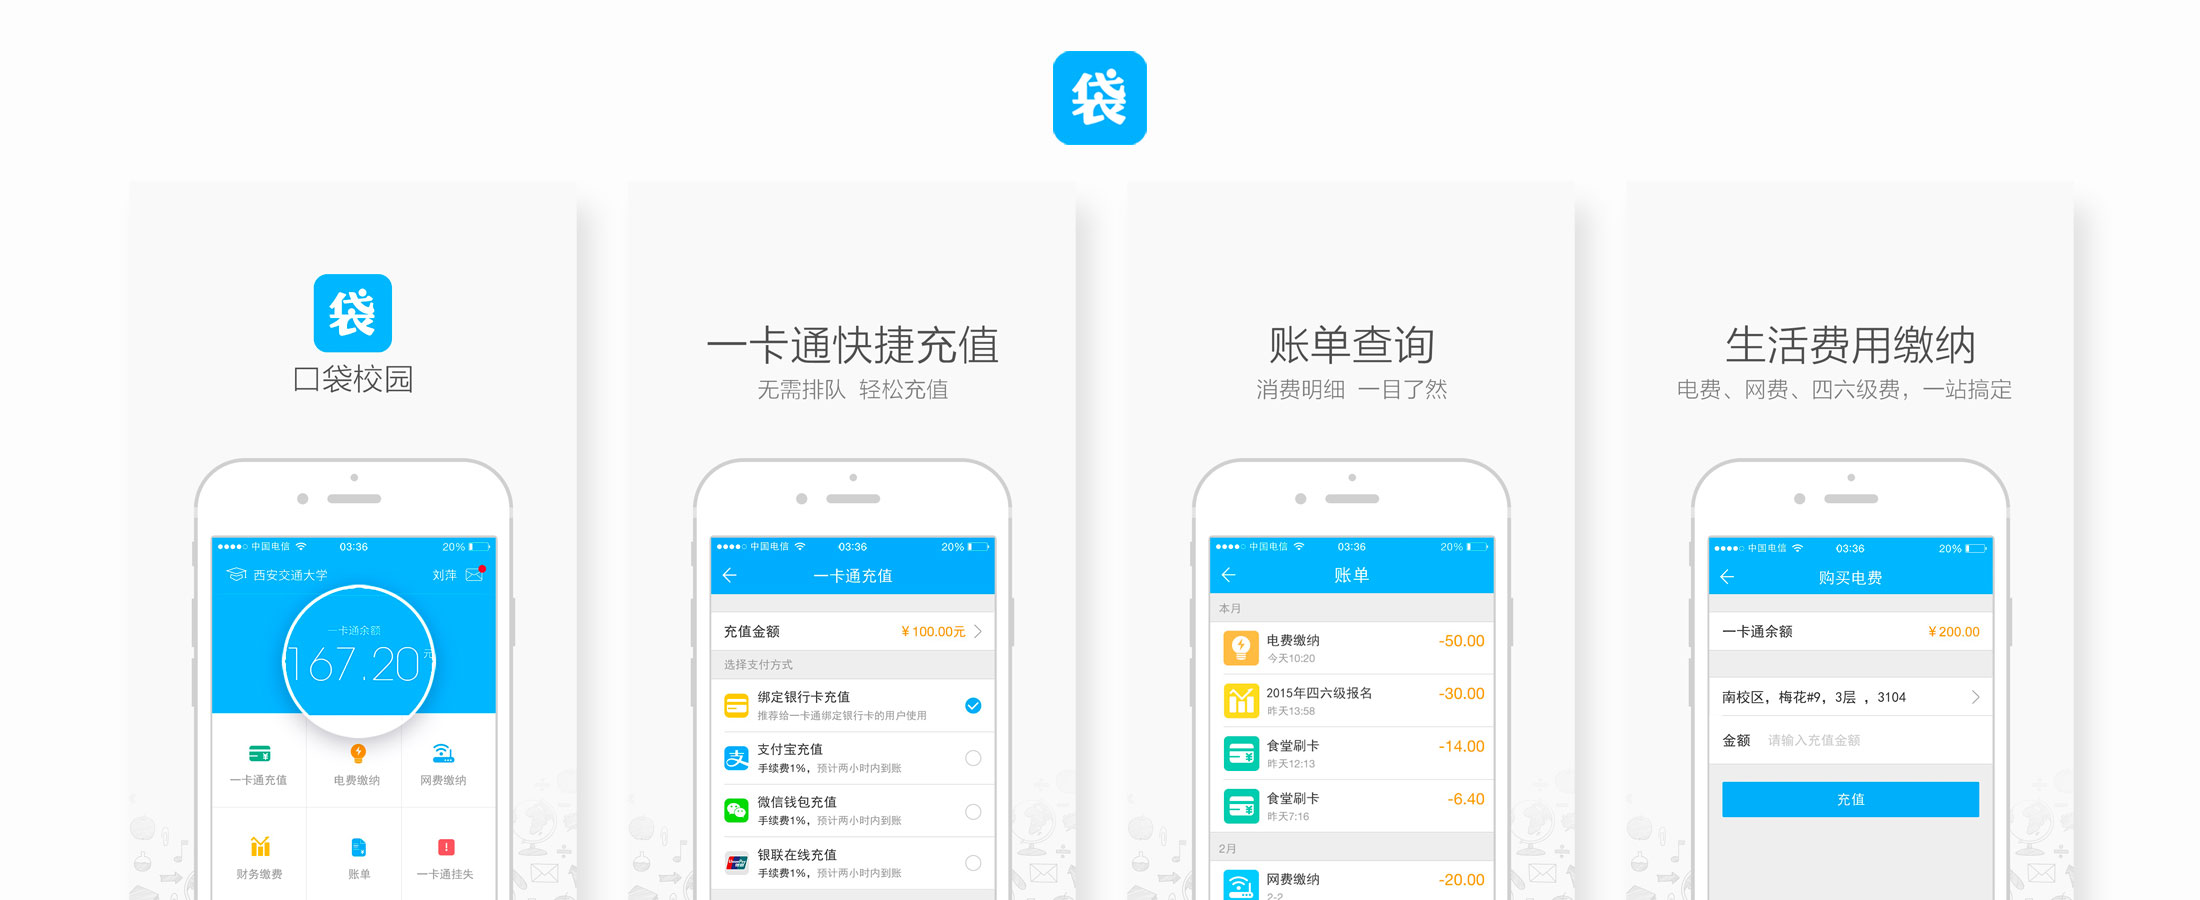 袋
袋
口袋校园
中国电信 03:36 20%
西安交通大学 刘萍
一卡通余额
167.20元
一卡通充值 电费缴纳 网费缴纳
财务缴费 账单 一卡通挂失
一卡通快捷充值
无需排队 轻松充值
中国电信 03:36 20%
一卡通充值
充值金额 ¥100.00元
选择支付方式
绑定银行卡充值
推荐给一卡通绑定银行卡的用户使用
支付宝充值
手续费1%，预计两小时内到账
微信钱包充值
手续费1%，预计两小时内到账
银联在线充值
手续费1%，预计两小时内到账
账单查询
消费明细 一目了然
中国电信 03:36 20%
账单
本月
电费缴纳 -50.00
今天10:20
2015年四六级报名 -30.00
昨天13:58
食堂刷卡 -14.00
昨天12:13
食堂刷卡 -6.40
昨天7:16
2月
网费缴纳 -20.00
2-2
生活费用缴纳
电费、网费、四六级费，一站搞定
中国电信 03:36 20%
购买电费
一卡通余额 ¥200.00
南校区，梅花#9，3层 ，3104
金额 请输入充值金额
充值